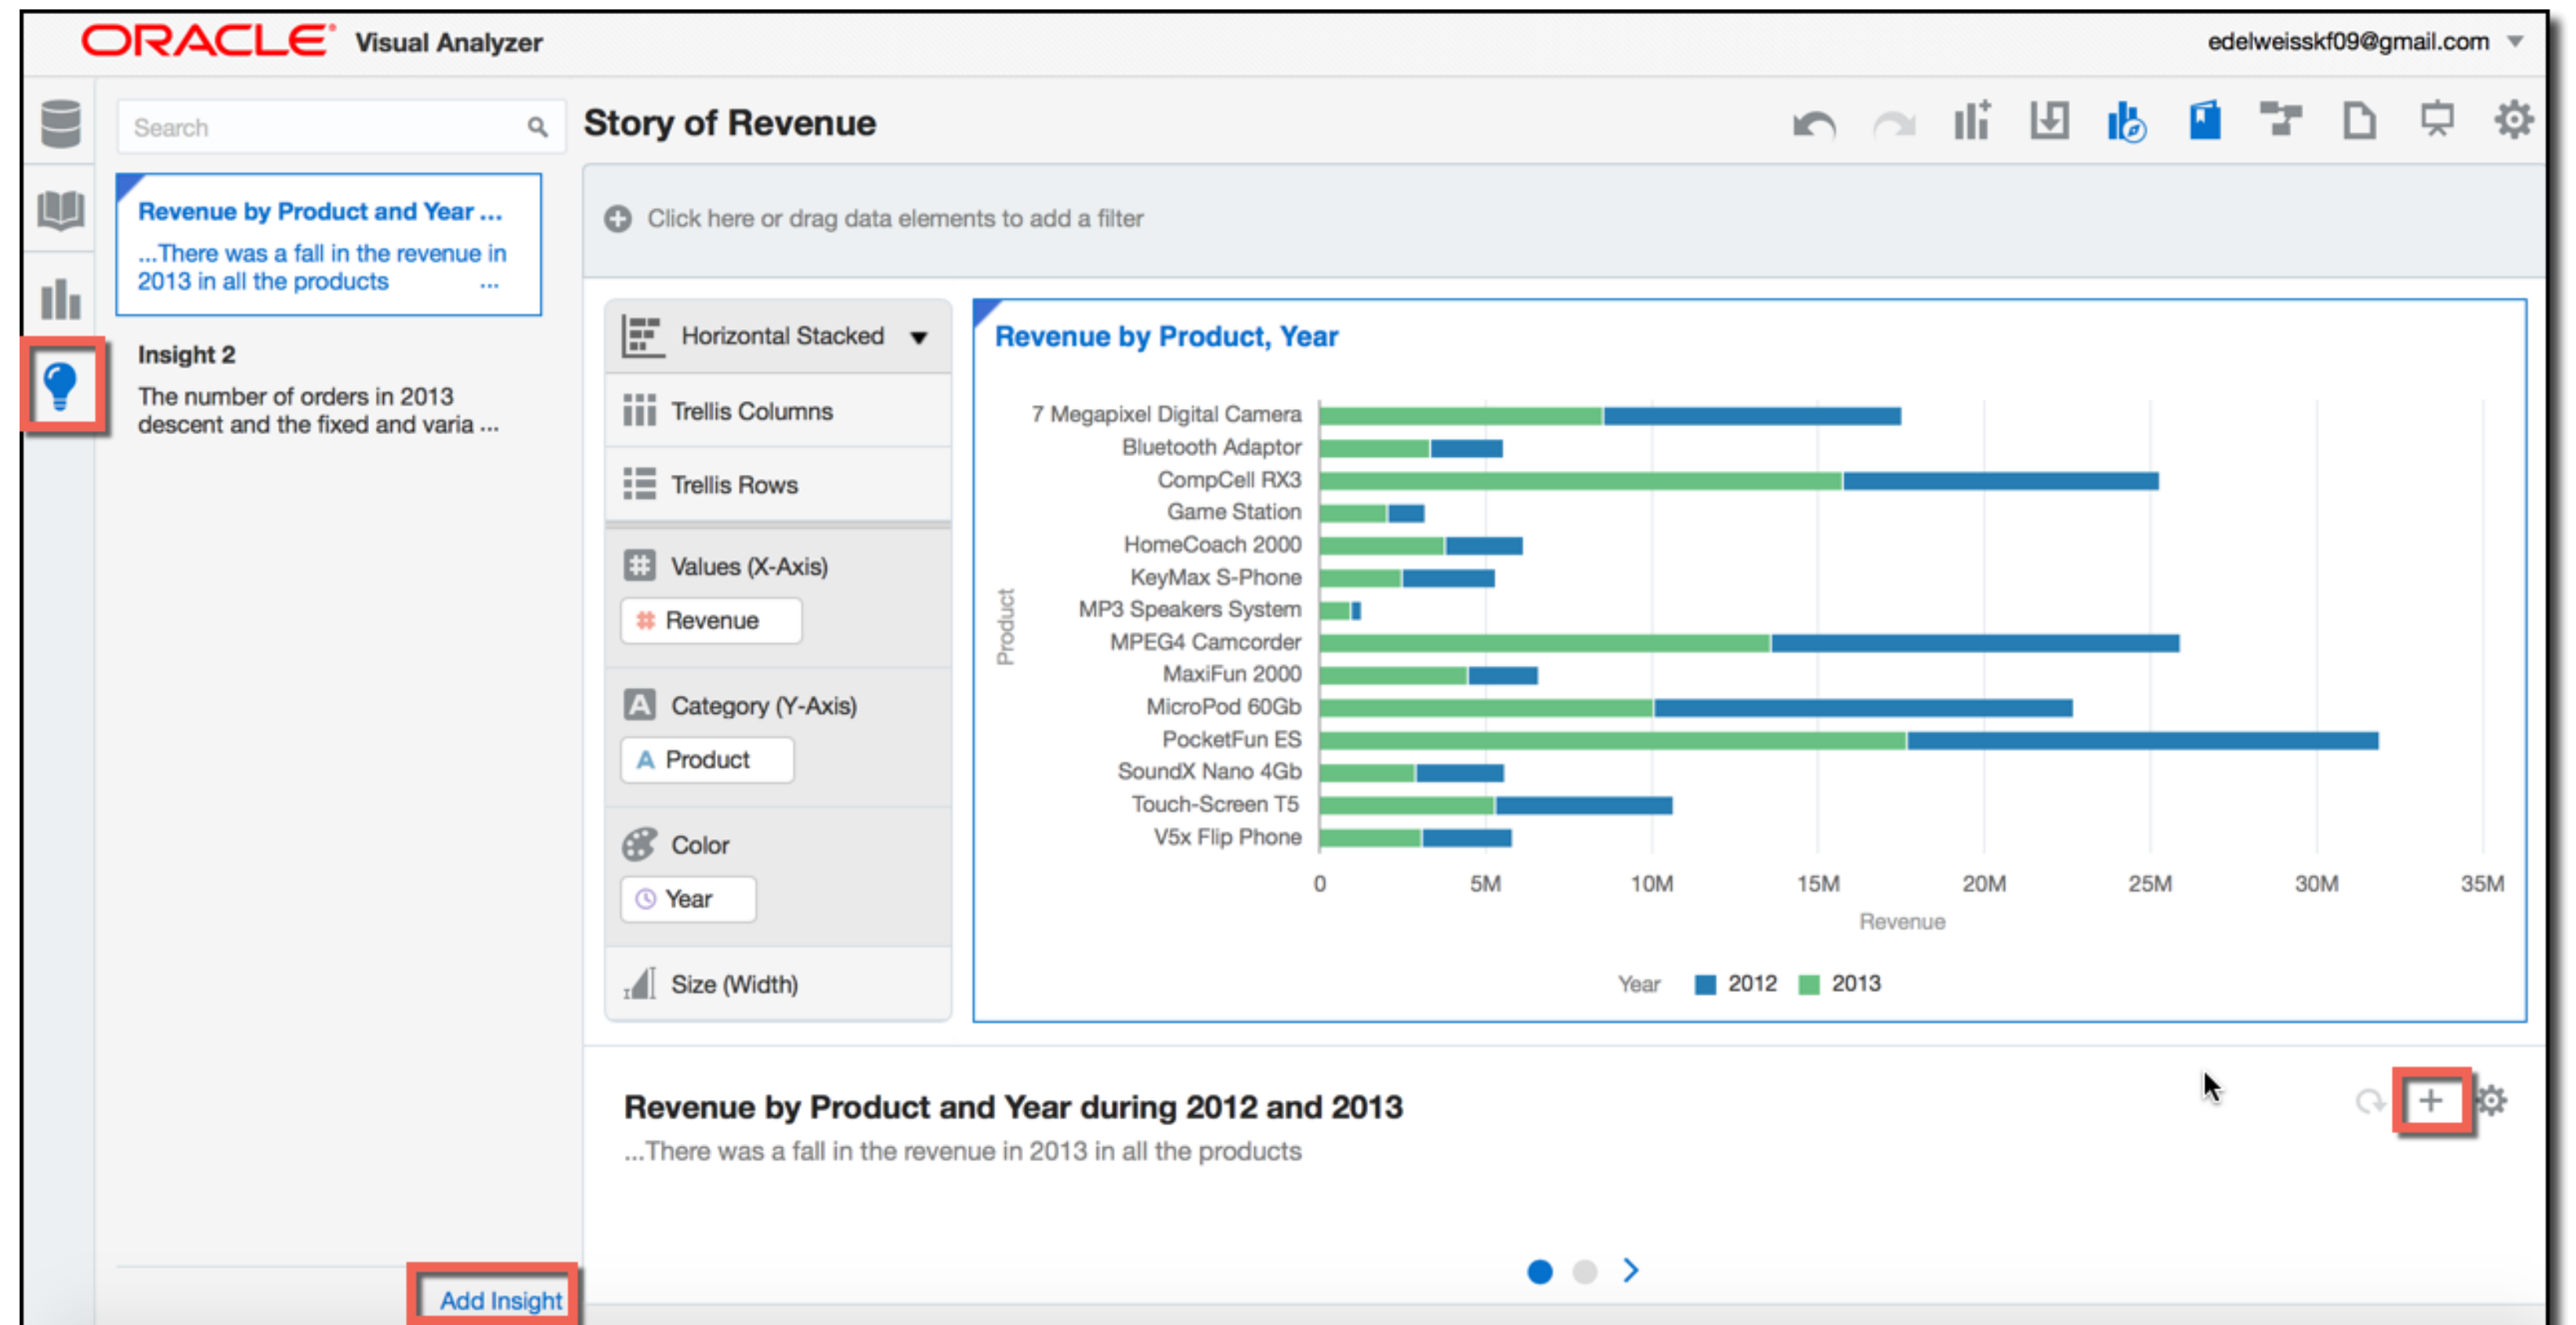 ORACLE Visual Analyzer
edelweisskf09@gmail.com
Search
Story of Revenue
Revenue by Product and Year ...
...There was a fall in the revenue in
2013 in all the products ...
Insight 2
The number of orders in 2013
descent and the fixed and varia ...
Add Insight
Click here or drag data elements to add a filter
Horizontal Stacked
Trellis Columns
Trellis Rows
Values (X-Axis)
# Revenue
Category (Y-Axis)
A Product
Color
Year
Size (Width)
Revenue by Product, Year
Product
7 Megapixel Digital Camera
Bluetooth Adaptor
CompCell RX3
Game Station
HomeCoach 2000
KeyMax S-Phone
MP3 Speakers System
MPEG4 Camcorder
MaxiFun 2000
MicroPod 60Gb
PocketFun ES
SoundX Nano 4Gb
Touch-Screen T5
V5x Flip Phone
0 5M 10M 15M 20M 25M 30M 35M
Revenue
Year 2012 2013
Revenue by Product and Year during 2012 and 2013
...There was a fall in the revenue in 2013 in all the products